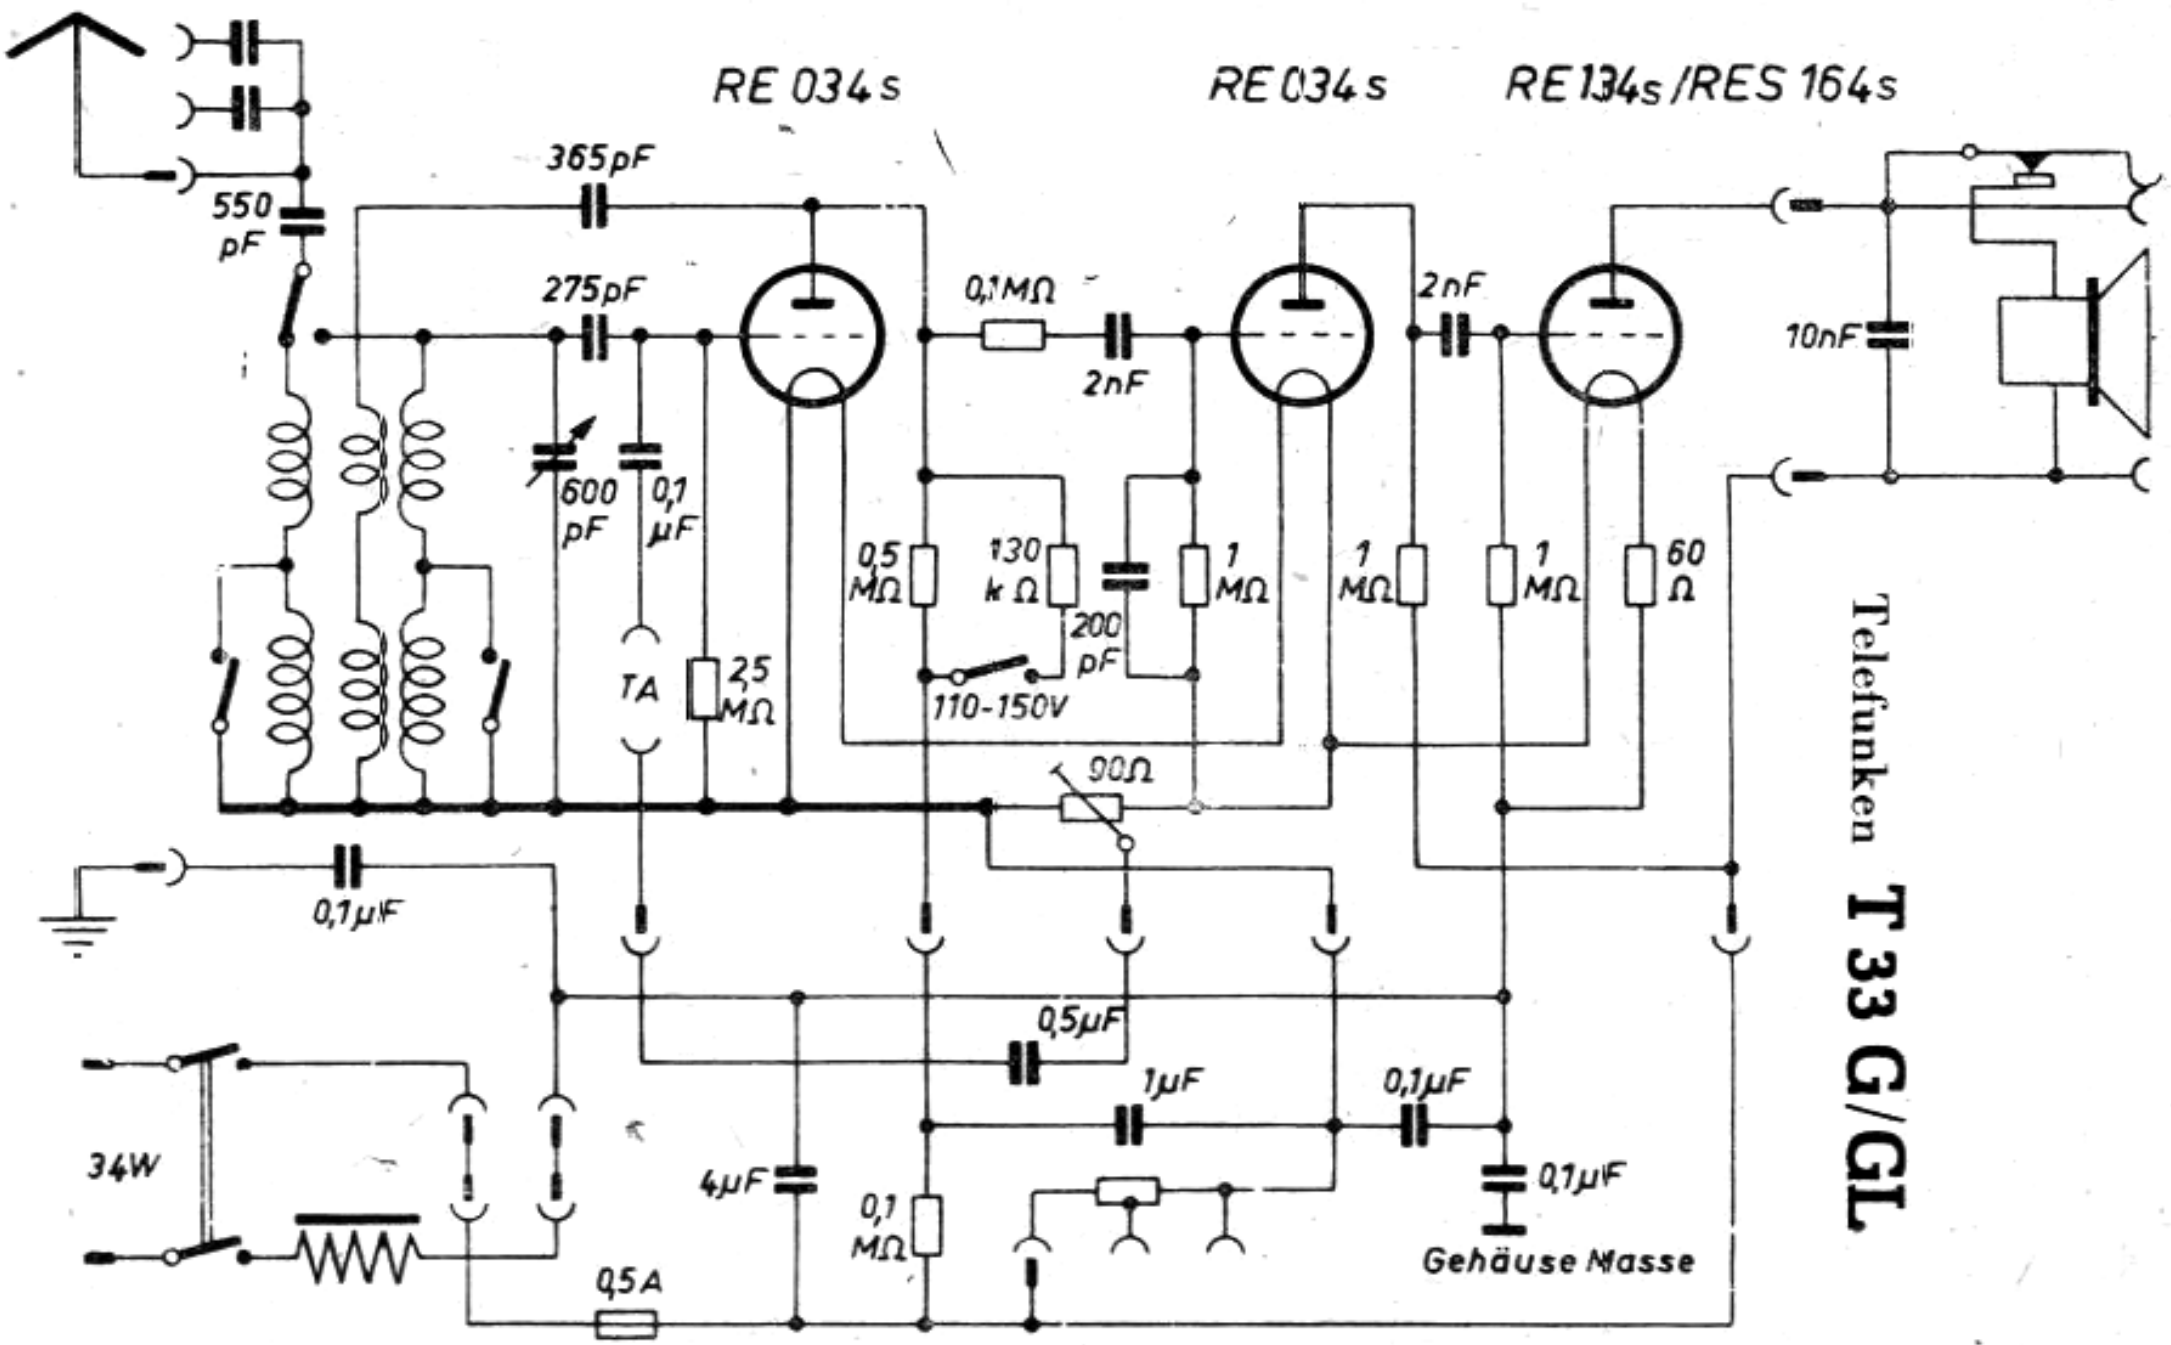 RE 034s
RE 034s
RE 134s/RES 164s
365pF
550
pF
275pF
0,1MΩ
2nF
2nF
10nF
600
pF
0,1
µF
0,5
MΩ
130
kΩ
200
pF
1
MΩ
1
MΩ
1
MΩ
60
Ω
TA
2,5
MΩ
110-150V
90Ω
0,1µF
0,5µF
1µF
0,1µF
34W
4µF
0,1
MΩ
0,1µF
Gehäuse Masse
0,5A
Telefunken T 33 G/GL